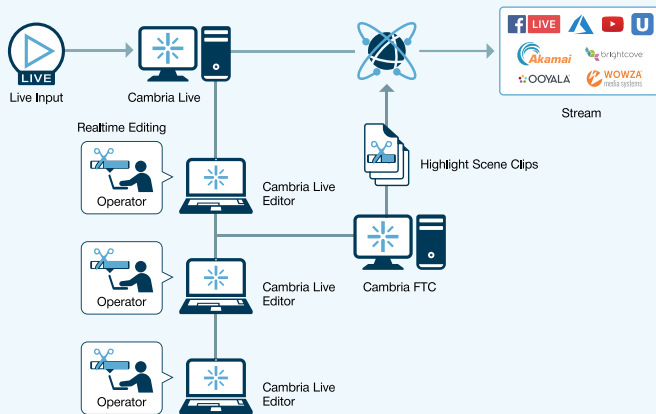 LIVE
Live Input
Cambria Live
f LIVE
U
Akamai
brightcove
OOYALA
WOWZA
media systems
Stream
Realtime Editing
Operator
Cambria Live
Editor
Highlight Scene Clips
Operator
Cambria Live
Editor
Cambria FTC
Operator
Cambria Live
Editor